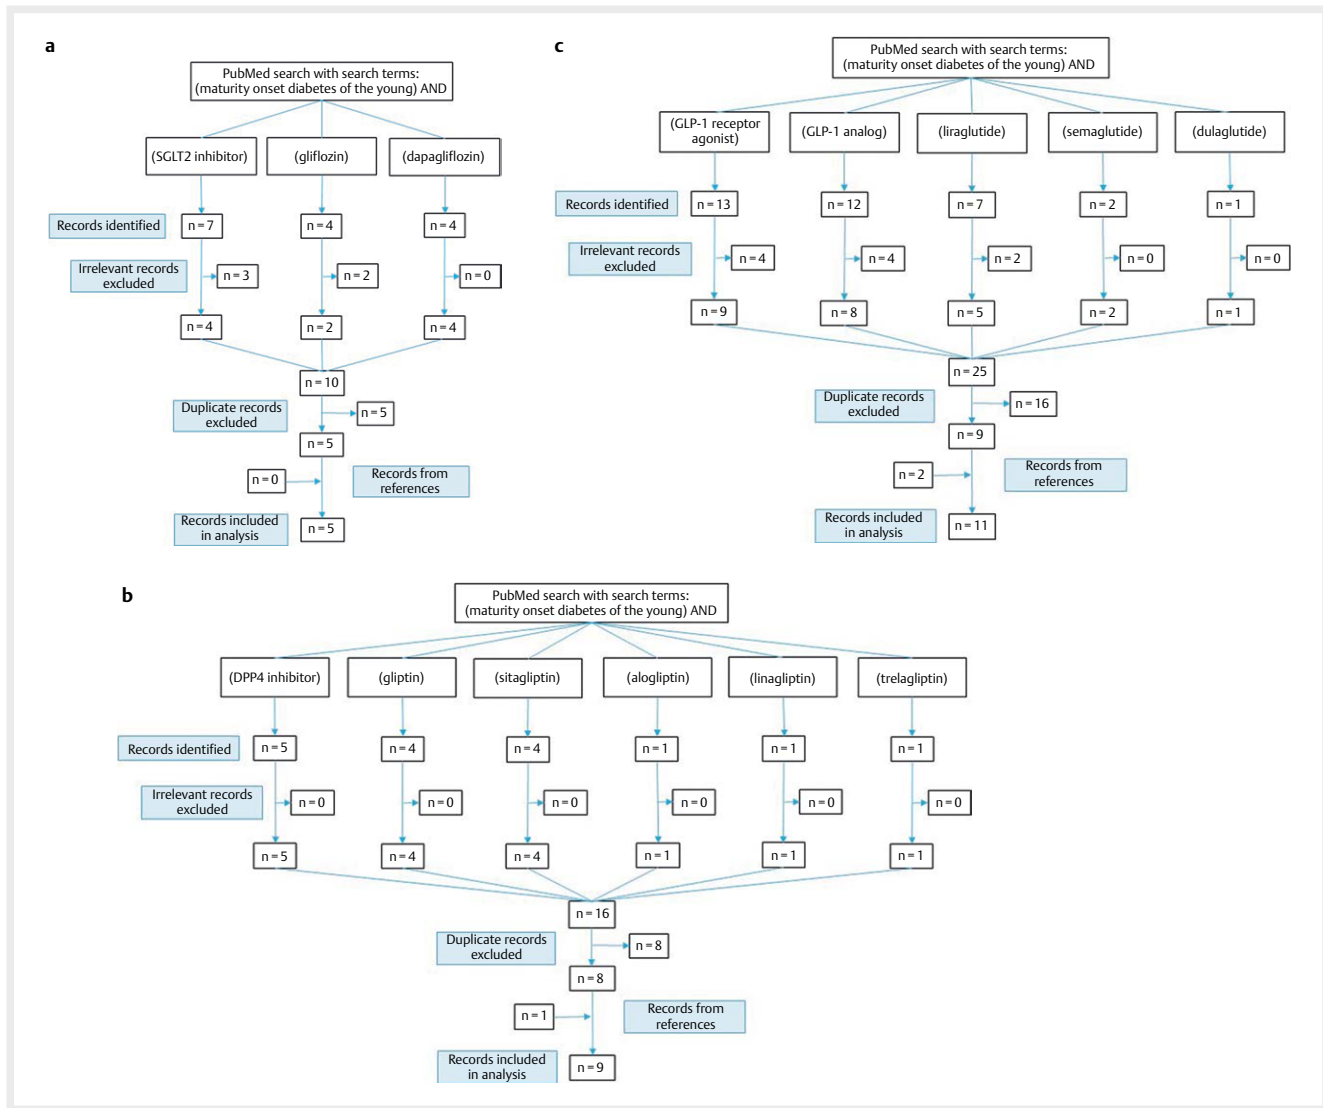 a
PubMed search with search terms:
(maturity onset diabetes of the young) AND
(SGLT2 inhibitor)
(gliflozin)
(dapagliflozin)
Records identified
n=7
n=4
n=4
Irrelevant records
excluded
n=3
n=2
n=0
n=4
n=2
n=4
n=10
Duplicate records
excluded
n=5
n=5
n=0
Records from
references
Records included
in analysis
n=5
c
PubMed search with search terms:
(maturity onset diabetes of the young) AND
(GLP-1 receptor
agonist)
(GLP-1 analog)
(liraglutide)
(semaglutide)
(dulaglutide)
Records identified
n=13
n=12
n=7
n=2
n=1
Irrelevant records
excluded
n=4
n=4
n=2
n=0
n=0
n=9
n=8
n=5
n=2
n=1
n=25
Duplicate records
excluded
n=16
n=9
n=2
Records from
references
Records included
in analysis
n=11
b
PubMed search with search terms:
(maturity onset diabetes of the young) AND
(DPP4 inhibitor)
(gliptin)
(sitagliptin)
(alogliptin)
(linagliptin)
(trelagliptin)
Records identified
n=5
n=4
n=4
n=1
n=1
n=1
Irrelevant records
excluded
n=0
n=0
n=0
n=0
n=0
n=0
n=5
n=4
n=4
n=1
n=1
n=1
n=16
Duplicate records
excluded
n=8
n=8
n=1
Records from
references
Records included
in analysis
n=9